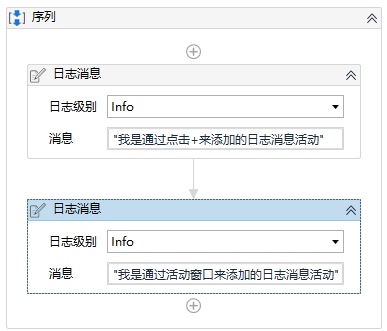 序列
日志消息
日志级别 Info
消息 "我是通过点击+来添加的日志消息活动"
日志消息
日志级别 Info
消息 "我是通过活动窗口来添加的日志消息活动"